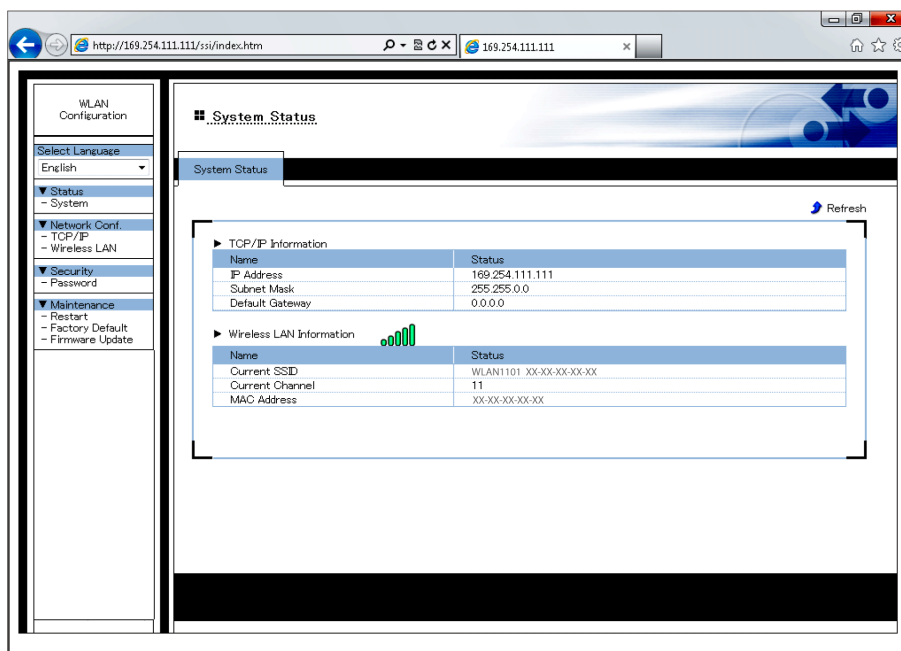 http://169.254.111.111/ssi/index.htm
169.254.111.111
WLAN
Configuration
Select Language
English
▼ Status
- System
▼ Network Conf.
- TCP/IP
- Wireless LAN
▼ Security
- Password
▼ Maintenance
- Restart
- Factory Default
- Firmware Update
System Status
System Status
Refresh
► TCP/IP Information
Name Status
IP Address 169.254.111.111
Subnet Mask 255.255.0.0
Default Gateway 0.0.0.0
► Wireless LAN Information
Name Status
Current SSID WLAN1101 XX-XX-XX-XX-XX
Current Channel 11
MAC Address XX-XX-XX-XX-XX